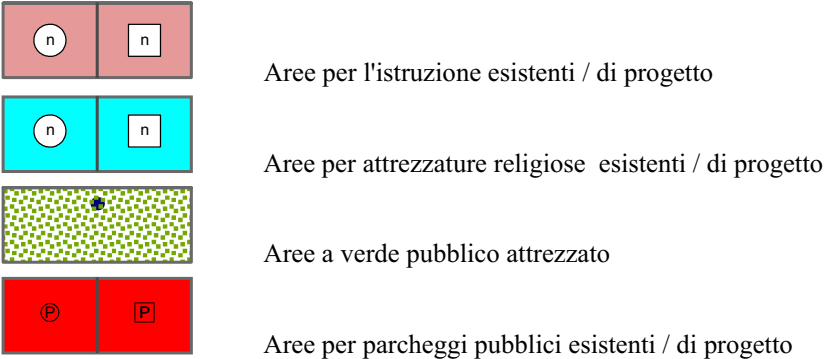 n n
Aree per l'istruzione esistenti / di progetto
n n
Aree per attrezzature religiose esistenti / di progetto
Aree a verde pubblico attrezzato
P P
Aree per parcheggi pubblici esistenti / di progetto